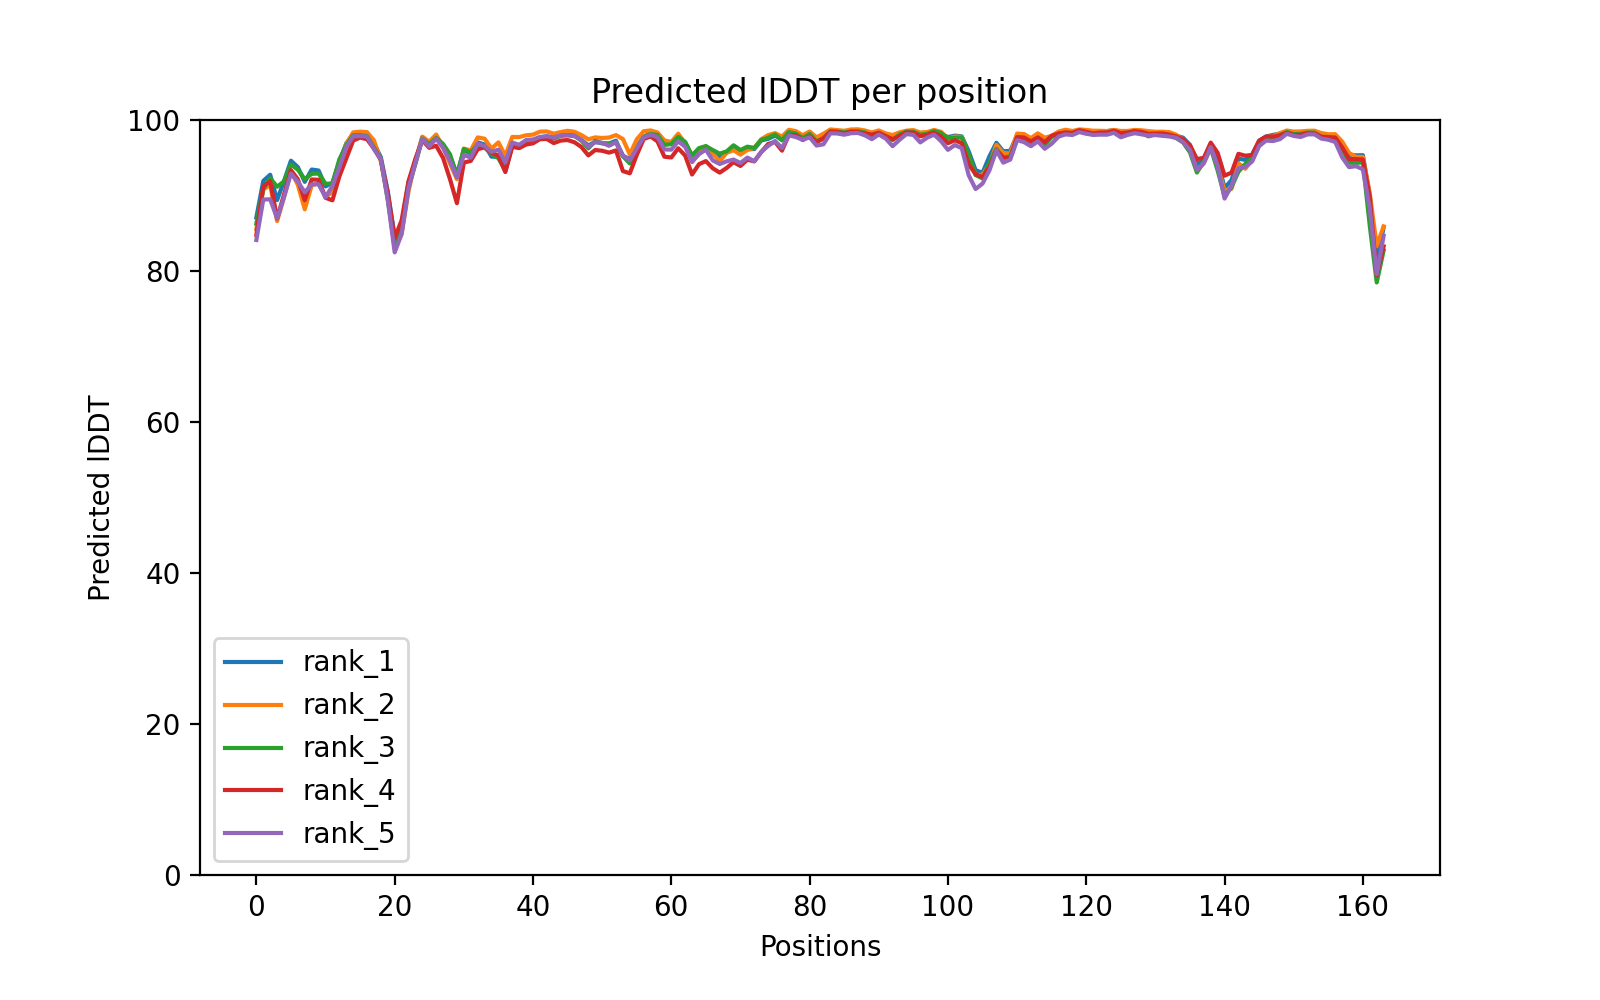 Predicted lDDT per position
100
80
60
40
20
0
Predicted lDDT
rank_1
rank_2
rank_3
rank_4
rank_5
0 20 40 60 80 100 120 140 160
Positions